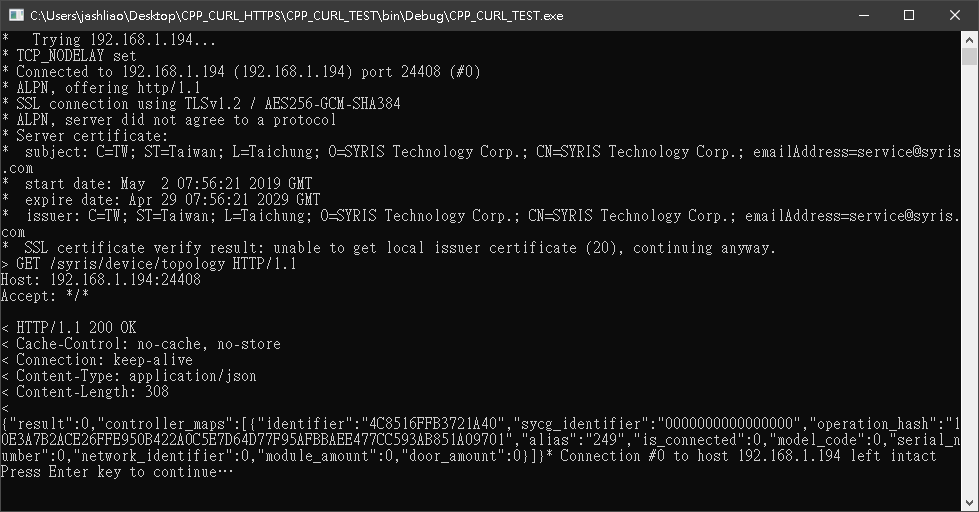 C:\Users\jashliao\Desktop\CPP_CURL_HTTPS\CPP_CURL_TEST\bin\Debug\CPP_CURL_TEST.exe
*   Trying 192.168.1.194...
* TCP_NODELAY set
* Connected to 192.168.1.194 (192.168.1.194) port 24408 (#0)
* ALPN, offering http/1.1
* SSL connection using TLSv1.2 / AES256-GCM-SHA384
* ALPN, server did not agree to a protocol
* Server certificate:
*  subject: C=TW; ST=Taiwan; L=Taichung; O=SYRIS Technology Corp.; CN=SYRIS Technology Corp.; emailAddress=service@syris
.com
*  start date: May  2 07:56:21 2019 GMT
*  expire date: Apr 29 07:56:21 2029 GMT
*  issuer: C=TW; ST=Taiwan; L=Taichung; O=SYRIS Technology Corp.; CN=SYRIS Technology Corp.; emailAddress=service@syris.
com
*  SSL certificate verify result: unable to get local issuer certificate (20), continuing anyway.
> GET /syris/device/topology HTTP/1.1
Host: 192.168.1.194:24408
Accept: */*

< HTTP/1.1 200 OK
< Cache-Control: no-cache, no-store
< Connection: keep-alive
< Content-Type: application/json
< Content-Length: 308
<
{"result":0,"controller_maps":[{"identifier":"4C8516FFB3721A40","sycg_identifier":"0000000000000000","operation_hash":"1
0E3A7B2ACE26FFE950B422A0C5E7D64D77F95AFBBAEE477CC593AB851A09701","alias":"249","is_connected":0,"model_code":0,"serial_n
umber":0,"network_identifier":0,"module_amount":0,"door_amount":0}]}* Connection #0 to host 192.168.1.194 left intact
Press Enter key to continue…